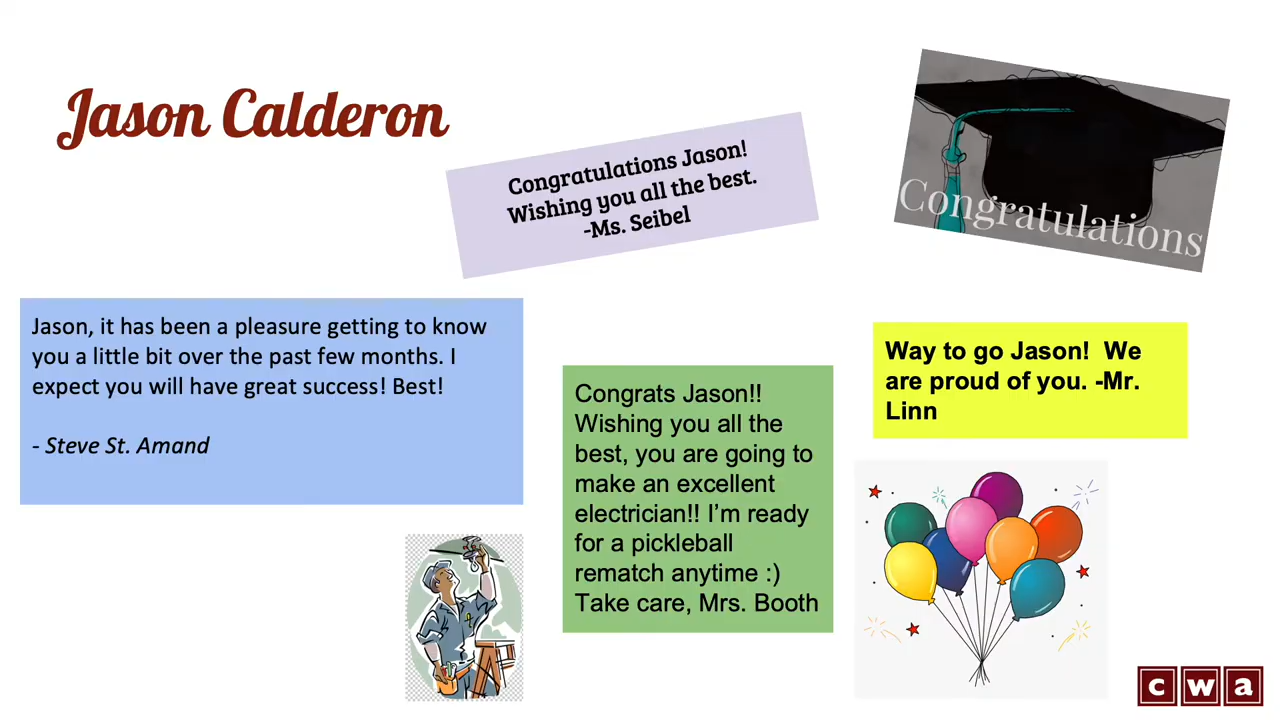 Jason Calderon
Congratulations Jason!
Wishing you all the best.
-Ms. Seibel
Congratulations
Jason, it has been a pleasure getting to know
you a little bit over the past few months. I
expect you will have great success! Best!
- Steve St. Amand
Congrats Jason!!
Wishing you all the
best, you are going to
make an excellent
electrician!! I’m ready
for a pickleball
rematch anytime :)
Take care, Mrs. Booth
Way to go Jason!  We
are proud of you. -Mr.
Linn
cwa